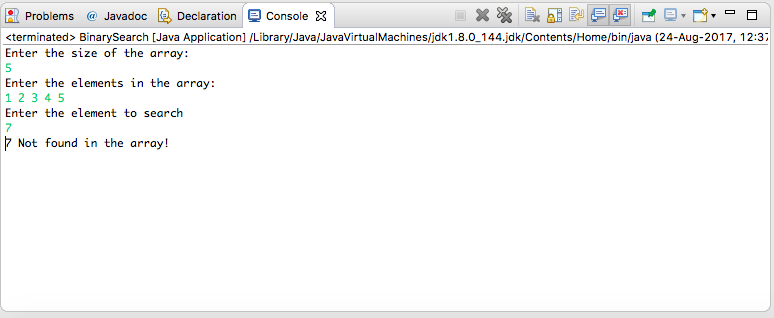 Problems @ Javadoc Declaration Console
<terminated> BinarySearch [Java Application] /Library/Java/JavaVirtualMachines/jdk1.8.0_144.jdk/Contents/Home/bin/java (24-Aug-2017, 12:37
Enter the size of the array:
5
Enter the elements in the array:
1 2 3 4 5
Enter the element to search
7
7 Not found in the array!